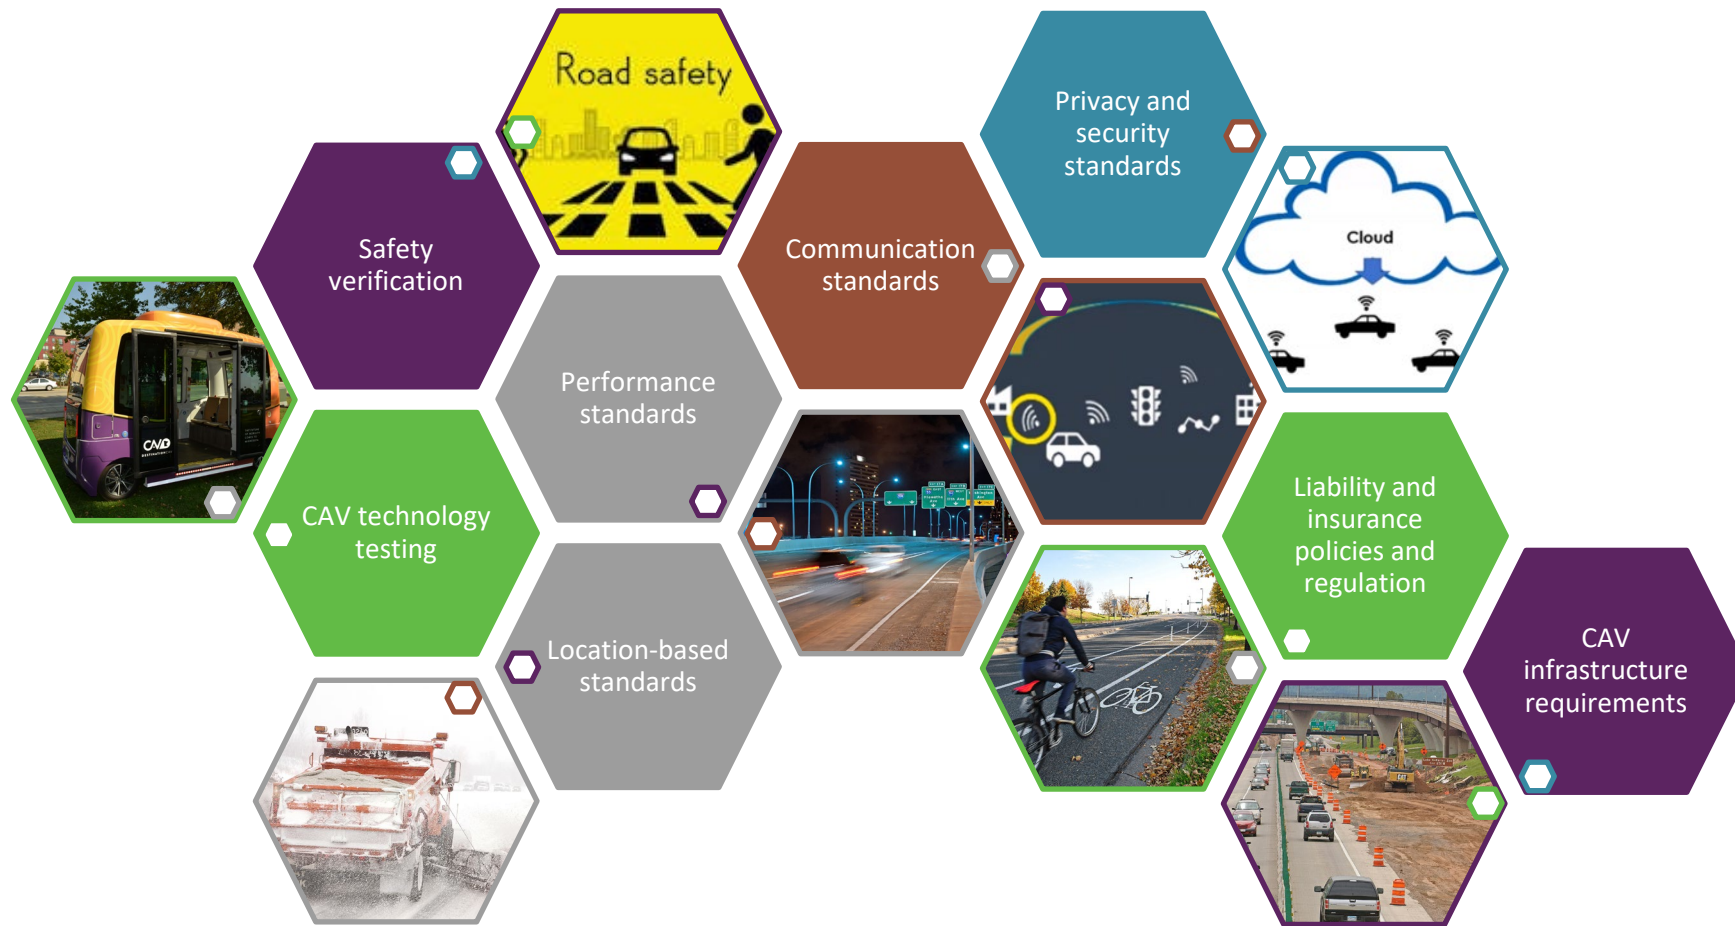 Road safety
Privacy and
security
standards
Safety
verification
Communication
standards
Cloud
Performance
standards
CAV
CAV technology
testing
Liability and
insurance
policies and
regulation
Location-based
standards
CAV
infrastructure
requirements
CAT